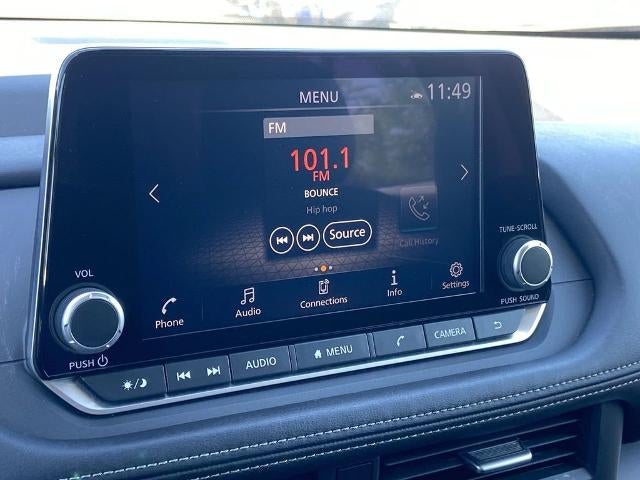 MENU
11:49
FM
101.1
FM
BOUNCE
Hip hop
Source
Call History
Phone
Audio
Connections
Info
Settings
VOL
PUSH
TUNE·SCROLL
PUSH SOUND
AUDIO
MENU
CAMERA